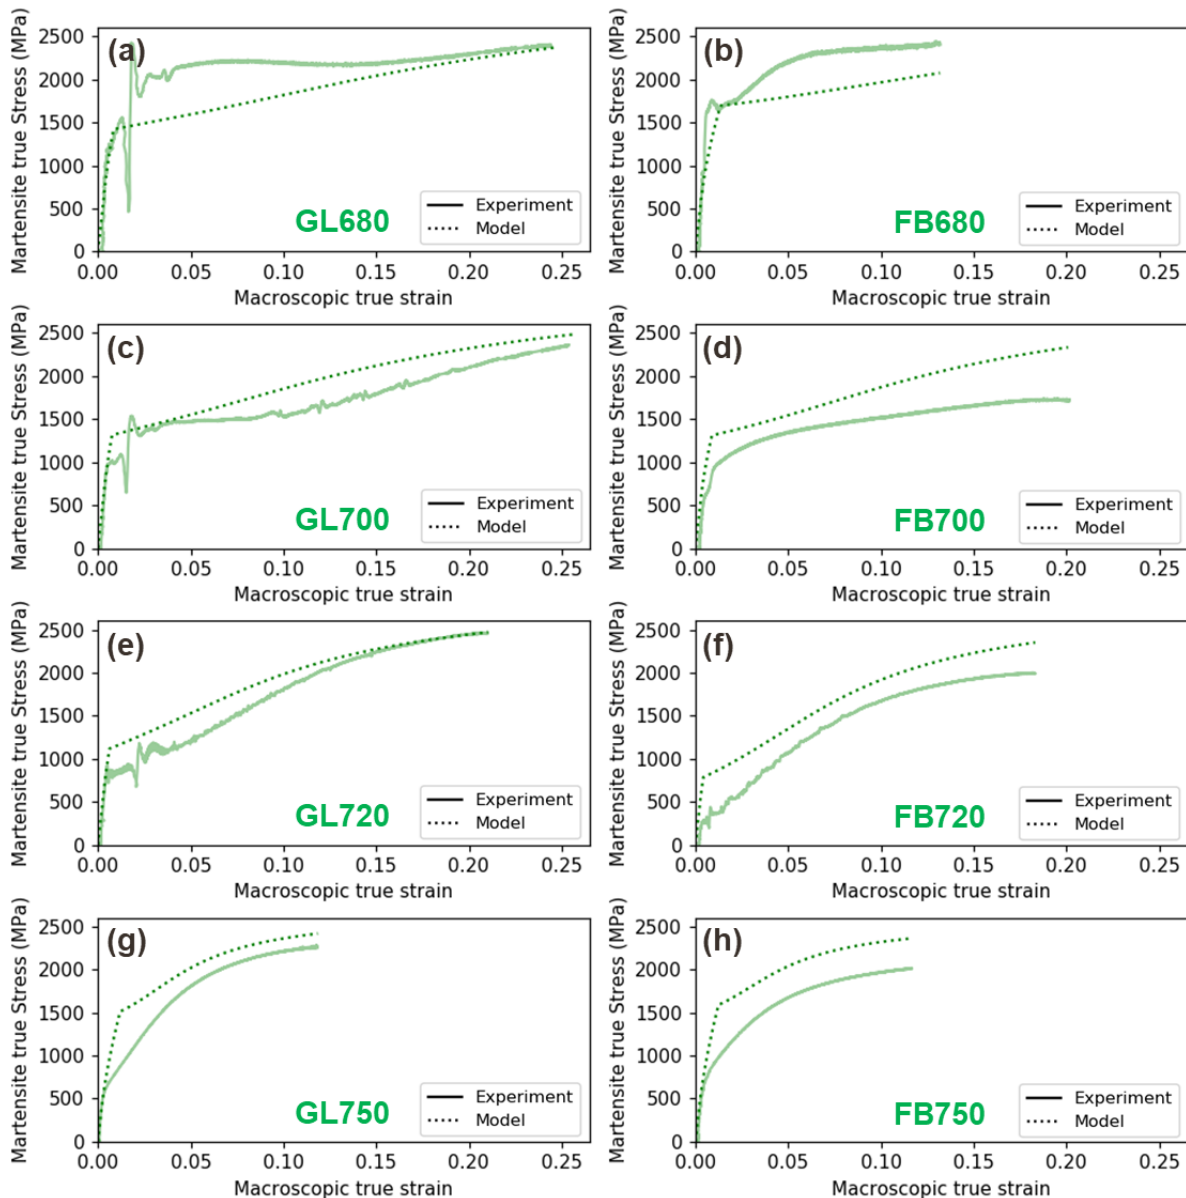 (a)
(b)
Martensite true Stress (MPa)
2500
2000
1500
1000
500
0
GL680
Experiment
Model
0.00 0.05 0.10 0.15 0.20 0.25
Macroscopic true strain
Martensite true Stress (MPa)
2500
2000
1500
1000
500
0
FB680
Experiment
Model
0.00 0.05 0.10 0.15 0.20 0.25
Macroscopic true strain
(c)
Martensite true Stress (MPa)
2500
2000
1500
1000
500
0
GL700
Experiment
Model
0.00 0.05 0.10 0.15 0.20 0.25
Macroscopic true strain
(d)
Martensite true Stress (MPa)
2500
2000
1500
1000
500
0
FB700
Experiment
Model
0.00 0.05 0.10 0.15 0.20 0.25
Macroscopic true strain
(e)
Martensite true Stress (MPa)
2500
2000
1500
1000
500
0
GL720
Experiment
Model
0.00 0.05 0.10 0.15 0.20 0.25
Macroscopic true strain
(f)
Martensite true Stress (MPa)
2500
2000
1500
1000
500
0
FB720
Experiment
Model
0.00 0.05 0.10 0.15 0.20 0.25
Macroscopic true strain
(g)
Martensite true Stress (MPa)
2500
2000
1500
1000
500
0
GL750
Experiment
Model
0.00 0.05 0.10 0.15 0.20 0.25
Macroscopic true strain
(h)
Martensite true Stress (MPa)
2500
2000
1500
1000
500
0
FB750
Experiment
Model
0.00 0.05 0.10 0.15 0.20 0.25
Macroscopic true strain